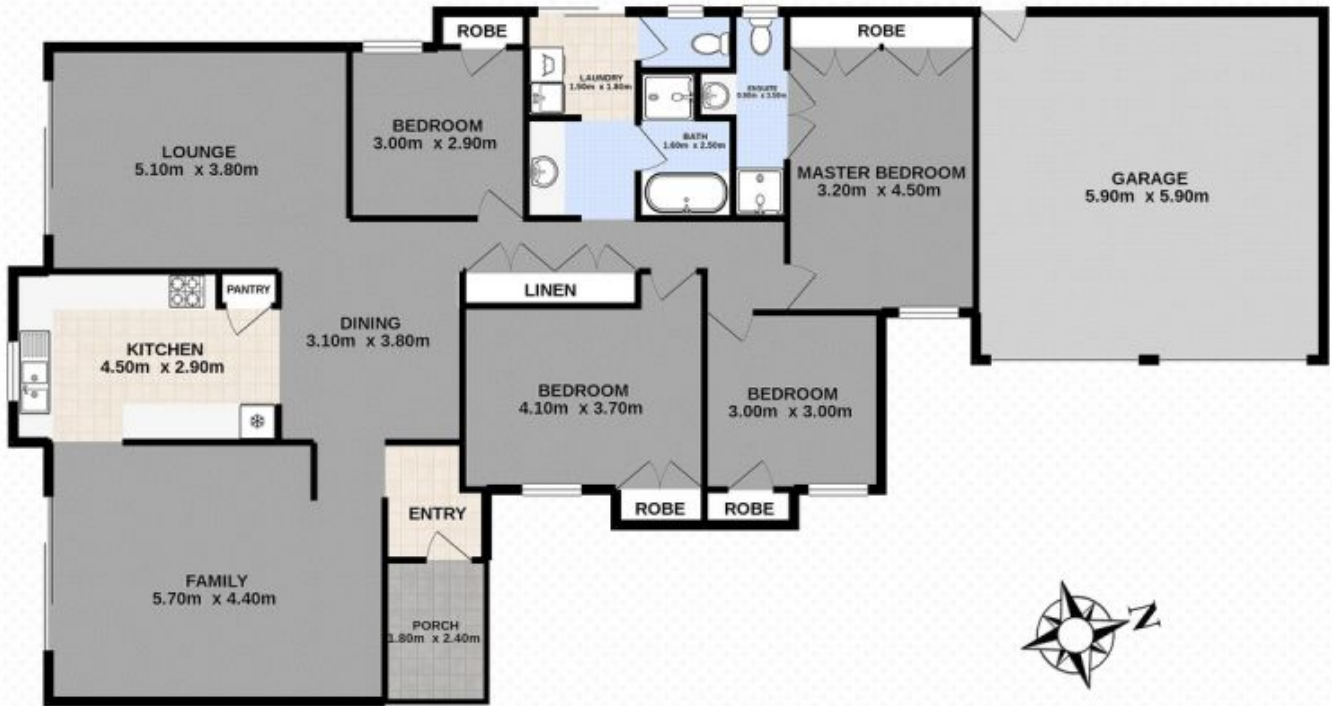 ROBE
ROBE
LAUNDRY
1.90m x 1.80m
ENSUITE
BEDROOM
3.00m x 2.90m
BATH
1.60m x 2.50m
LOUNGE
5.10m x 3.80m
MASTER BEDROOM
3.20m x 4.50m
GARAGE
5.90m x 5.90m
PANTRY
LINEN
DINING
3.10m x 3.80m
KITCHEN
4.50m x 2.90m
BEDROOM
4.10m x 3.70m
BEDROOM
3.00m x 3.00m
ROBE
ROBE
ENTRY
FAMILY
5.70m x 4.40m
PORCH
1.80m x 2.40m
N